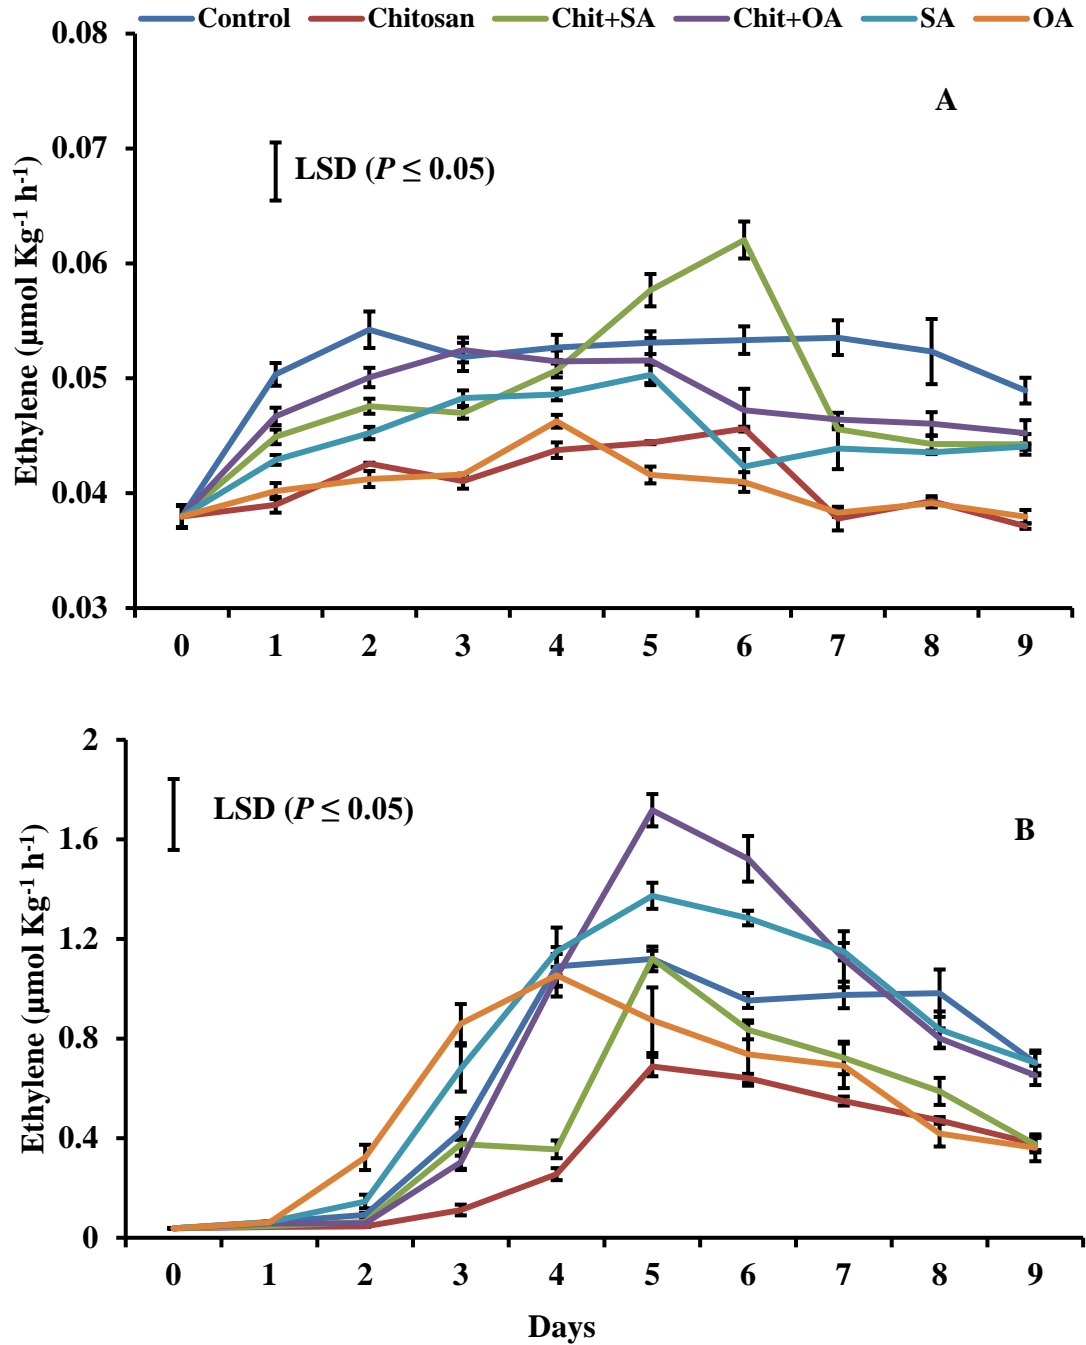 Control Chitosan Chit+SA Chit+OA SA OA
0.08
A
0.07
LSD (P ≤ 0.05)
0.06
0.05
0.04
0.03
Ethylene (µmol Kg⁻¹ h⁻¹)
0 1 2 3 4 5 6 7 8 9
2
LSD (P ≤ 0.05)
B
1.6
1.2
0.8
0.4
0
Ethylene (µmol Kg⁻¹ h⁻¹)
0 1 2 3 4 5 6 7 8 9
Days